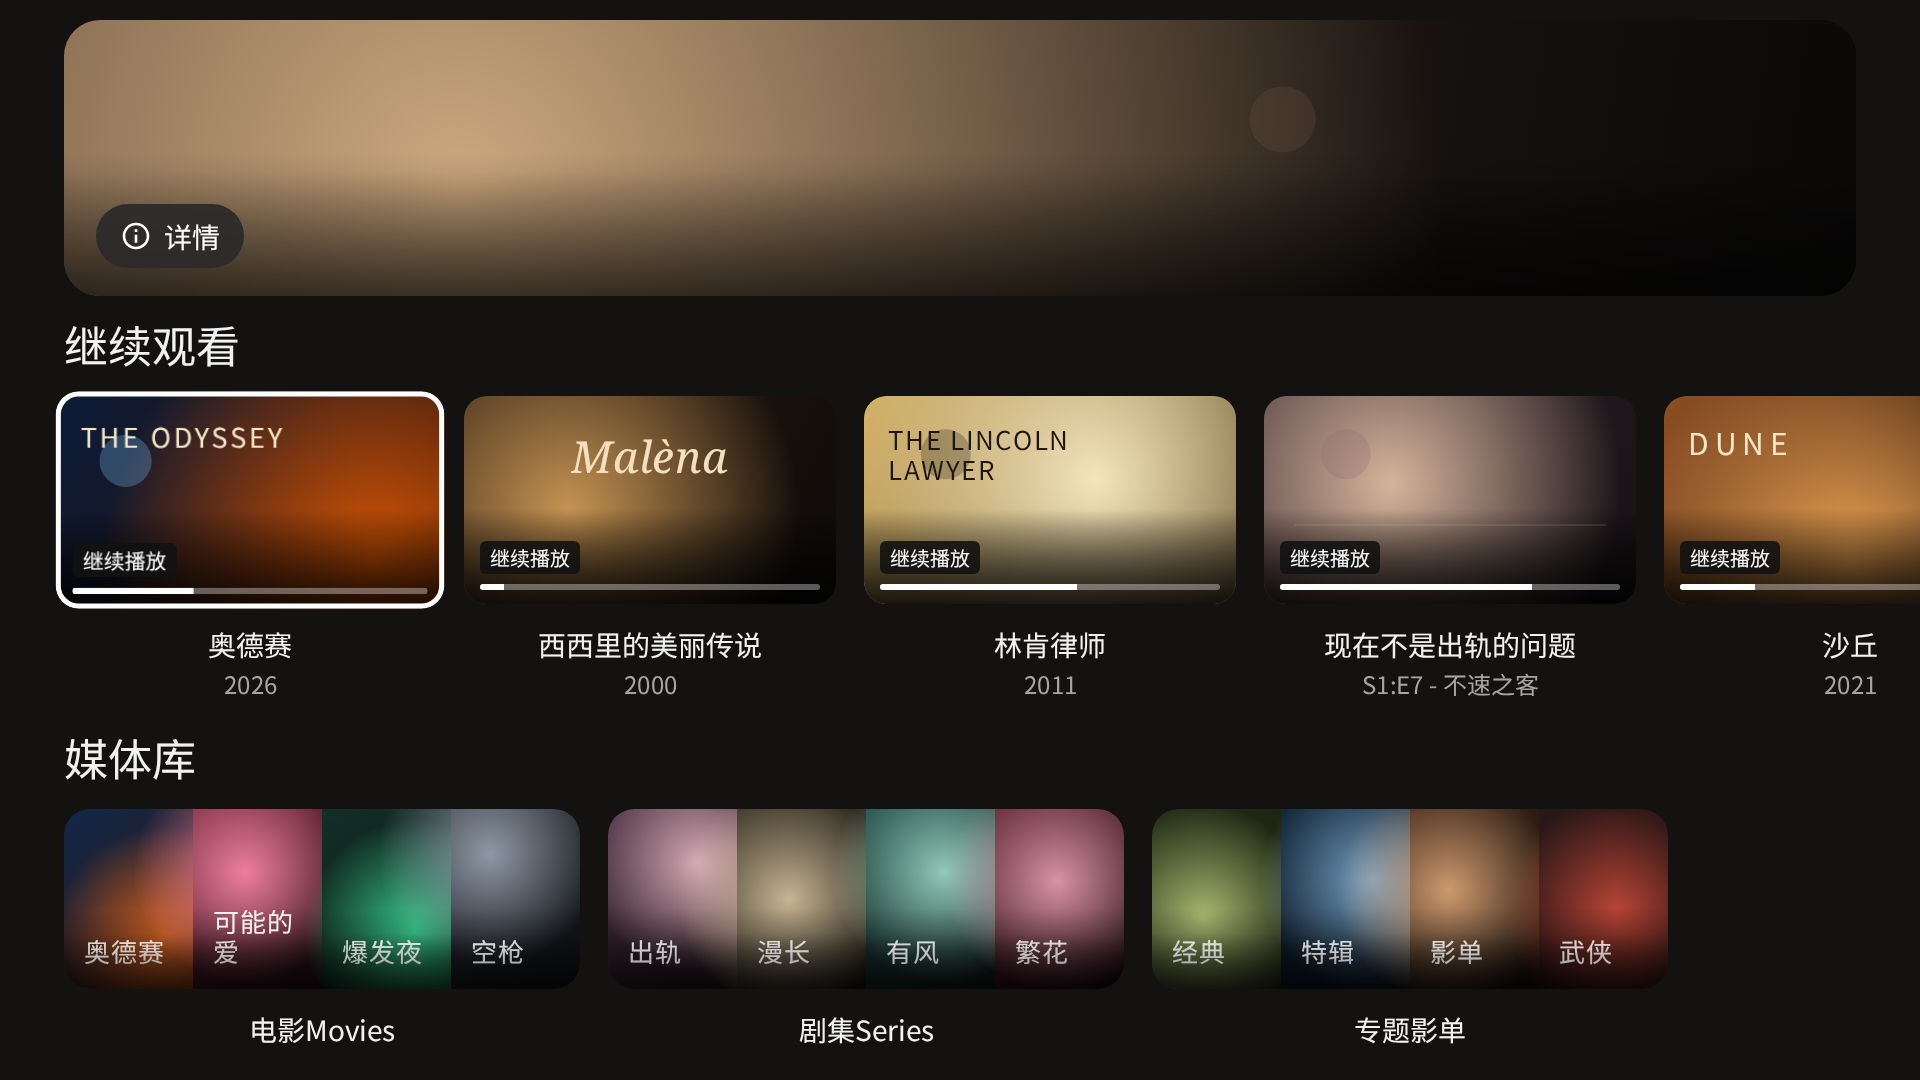 详情
继续观看
THE ODYSSEY
继续播放
奥德赛
2026
Malèna
继续播放
西西里的美丽传说
2000
THE LINCOLN
LAWYER
继续播放
林肯律师
2011
继续播放
现在不是出轨的问题
S1:E7 - 不速之客
DUNE
继续播放
沙丘
2021
媒体库
奥德赛
可能的
爱
爆发夜
空枪
电影Movies
出轨
漫长
有风
繁花
剧集Series
经典
特辑
影单
武侠
专题影单